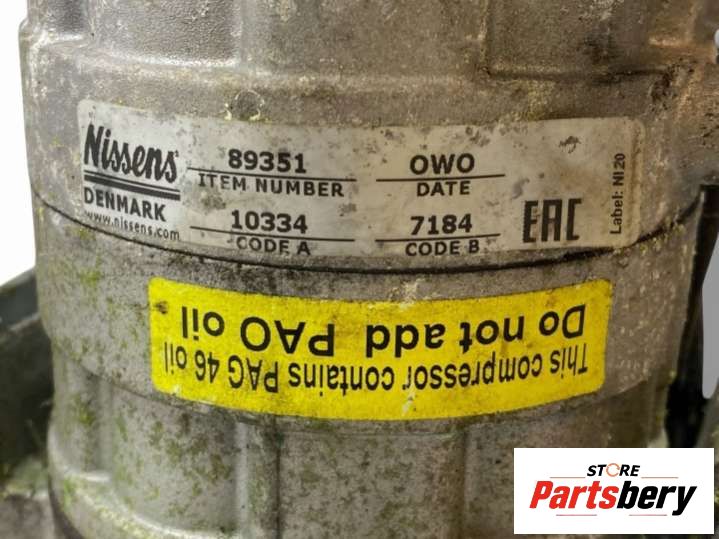 Nissens
DENMARK
www.nissens.com
89351
ITEM NUMBER
OWO
DATE
10334
CODE A
7184
CODE B
EAC
Label: NI 20
This compressor contains PAG 46 oil
Do not add PAO oil
STORE
Partsbery